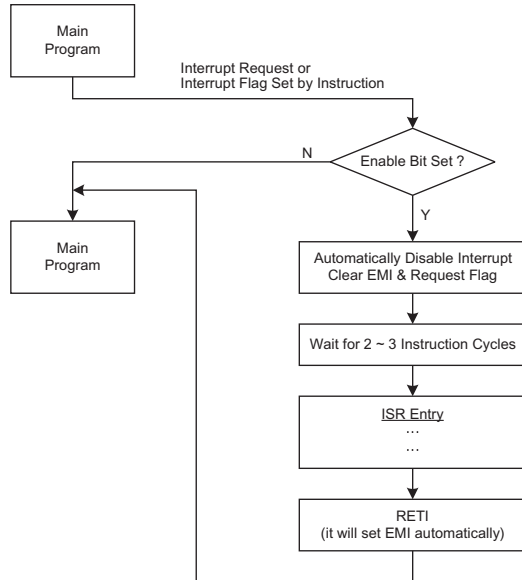 Main
Program
Interrupt Request or
Interrupt Flag Set by Instruction
N
Enable Bit Set ?
Y
Main
Program
Automatically Disable Interrupt
Clear EMI & Request Flag
Wait for 2 ~ 3 Instruction Cycles
ISR Entry
...
...
RETI
(it will set EMI automatically)